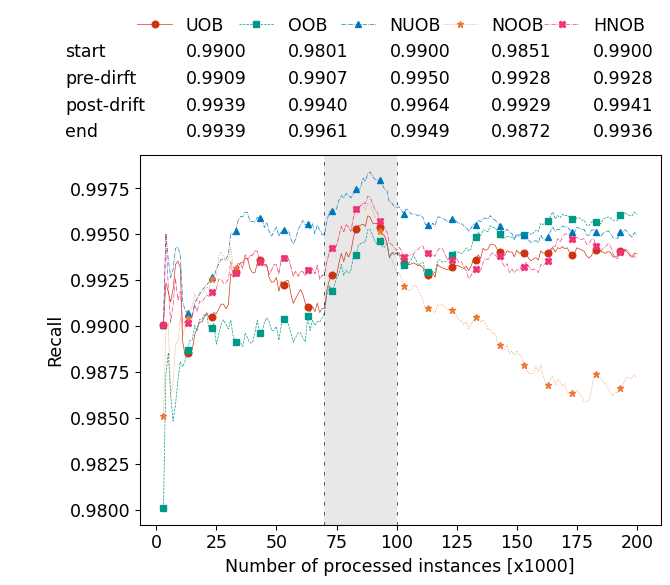 UOB OOB NUOB NOOB HNOB
start 0.9900 0.9801 0.9900 0.9851 0.9900
pre-dirft 0.9909 0.9907 0.9950 0.9928 0.9928
post-drift 0.9939 0.9940 0.9964 0.9929 0.9941
end 0.9939 0.9961 0.9949 0.9872 0.9936
0.9975
0.9950
0.9925
0.9900
0.9875
0.9850
0.9825
0.9800
Recall
0 25 50 75 100 125 150 175 200
Number of processed instances [x1000]